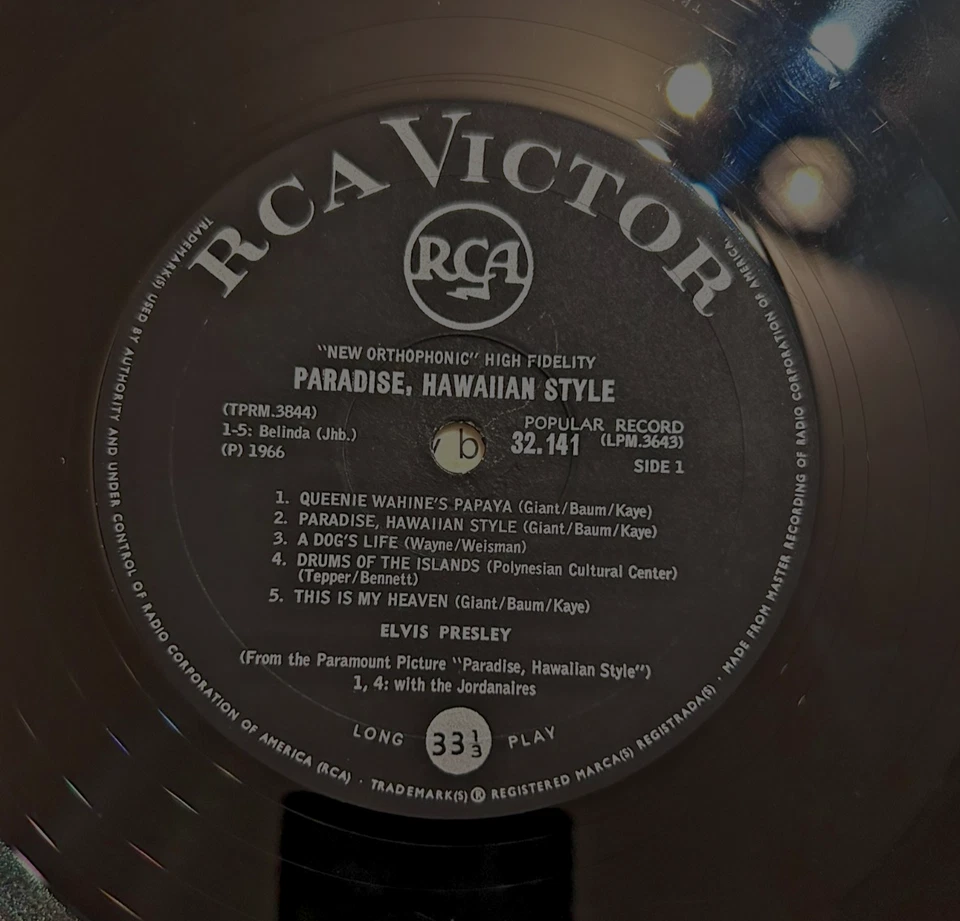 RCA VICTOR
RCA
"NEW ORTHOPHONIC" HIGH FIDELITY
PARADISE, HAWAIIAN STYLE
(TPRM.3844)
1-5: Belinda (Jhb.)
(P) 1966
POPULAR RECORD
32.141 (LPM.3643)
SIDE 1
b
1. QUEENIE WAHINE'S PAPAYA (Giant/Baum/Kaye)
2. PARADISE, HAWAIIAN STYLE (Giant/Baum/Kaye)
3. A DOG'S LIFE (Wayne/Weisman)
4. DRUMS OF THE ISLANDS (Polynesian Cultural Center)
(Tepper/Bennett)
5. THIS IS MY HEAVEN (Giant/Baum/Kaye)
ELVIS PRESLEY
(From the Paramount Picture "Paradise, Hawaiian Style")
1, 4: with the Jordanaires
LONG 33 1/3 PLAY
TRADEMARK(S) USED BY AUTHORITY AND UNDER CONTROL OF RADIO CORPORATION OF AMERICA (RCA) · TRADEMARK(S) ® REGISTERED MARCA(S) REGISTRADA(S) · MADE FROM MASTER RECORDING OF RADIO CORPORATION OF AMERICA.